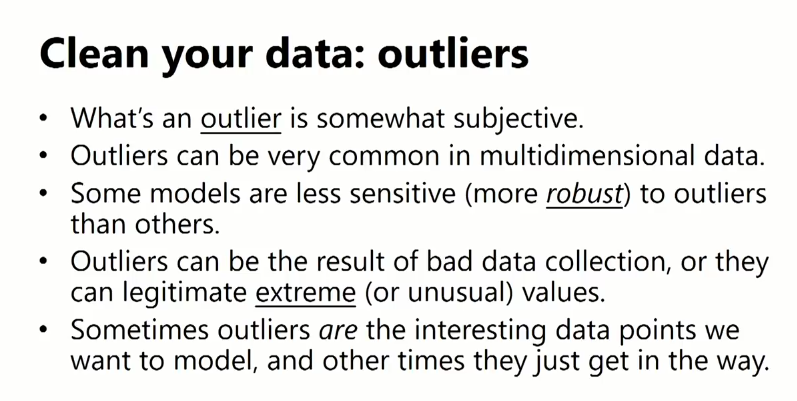 Clean your data: outliers
• What's an outlier is somewhat subjective.
• Outliers can be very common in multidimensional data.
• Some models are less sensitive (more robust) to outliers
than others.
• Outliers can be the result of bad data collection, or they
can legitimate extreme (or unusual) values.
• Sometimes outliers are the interesting data points we
want to model, and other times they just get in the way.